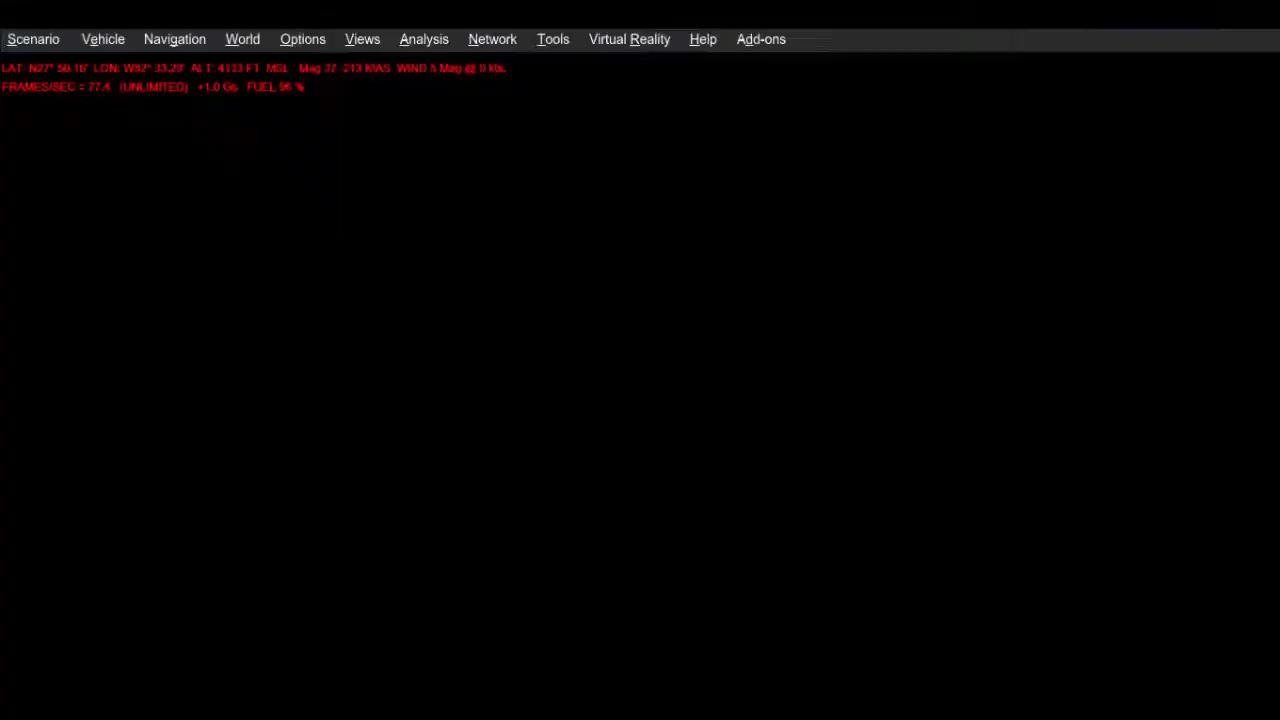 Scenario Vehicle Navigation World Options Views Analysis Network Tools Virtual Reality Help Add-ons
LAT: N27° 50.16' LON: W82° 33.29' ALT: 4133 FT MSL Mag 37 213 KIAS WIND Mag @ 0 kts.
FRAMES/SEC = 77.4 (UNLIMITED) +1.0 Gs FUEL 96 %